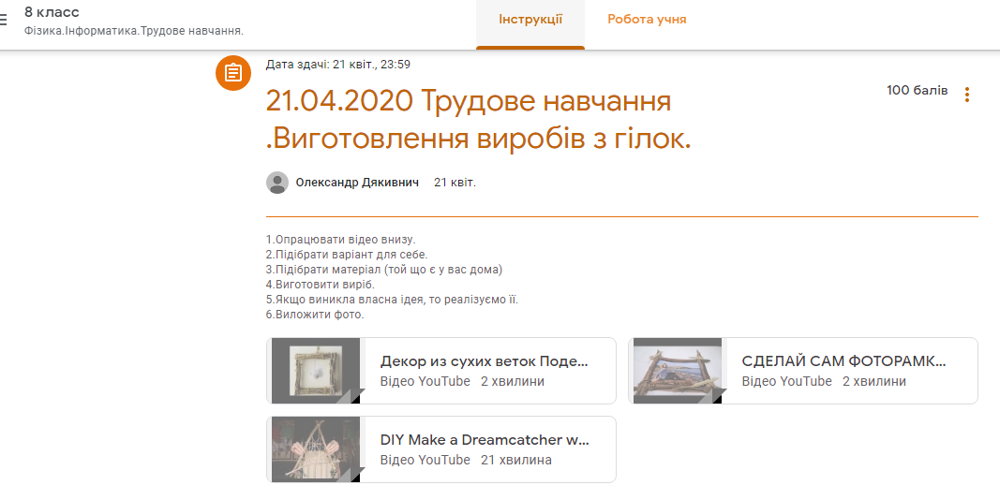 8 класс
Фізика.Інформатика.Трудове навчання.
Інструкції
Робота учня
Дата здачі: 21 квіт., 23:59
21.04.2020 Трудове навчання
.Виготовлення виробів з гілок.
100 балів
Олександр Дякивнич 21 квіт.
1.Опрацювати відео внизу.
2.Підібрати варіант для себе.
3.Підібрати матеріал (той що є у вас дома)
4.Виготовити виріб.
5.Якщо виникла власна ідея, то реалізуємо її.
6.Виложити фото.
Декор из сухих веток Поде...
Відео YouTube 2 хвилини
СДЕЛАЙ САМ ФОТОРАМК...
Відео YouTube 2 хвилини
DIY Make a Dreamcatcher w...
Відео YouTube 21 хвилина